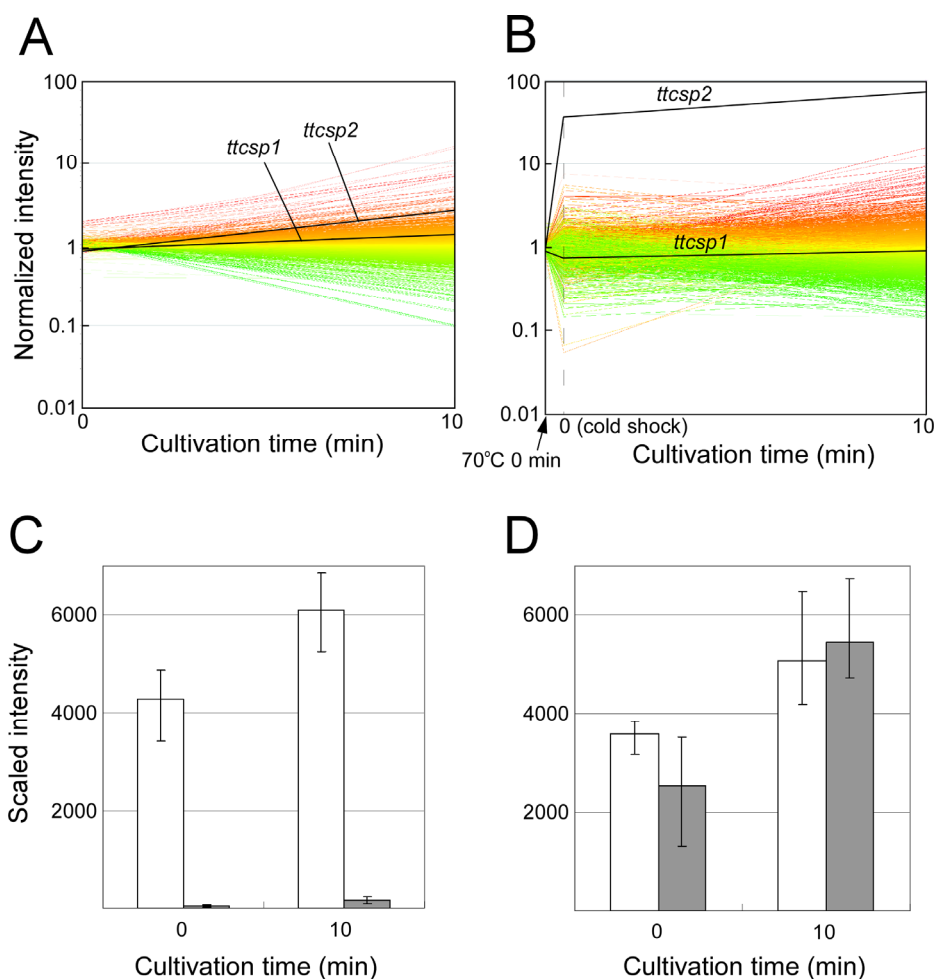 A
B
100
10
1
0.1
0.01
Normalized intensity
ttcsp1
ttcsp2
0
10
Cultivation time (min)
100
10
1
0.1
0.01
ttcsp2
ttcsp1
0 (cold shock)
10
70°C 0 min
Cultivation time (min)
C
D
6000
4000
2000
Scaled intensity
0
10
Cultivation time (min)
6000
4000
2000
0
10
Cultivation time (min)